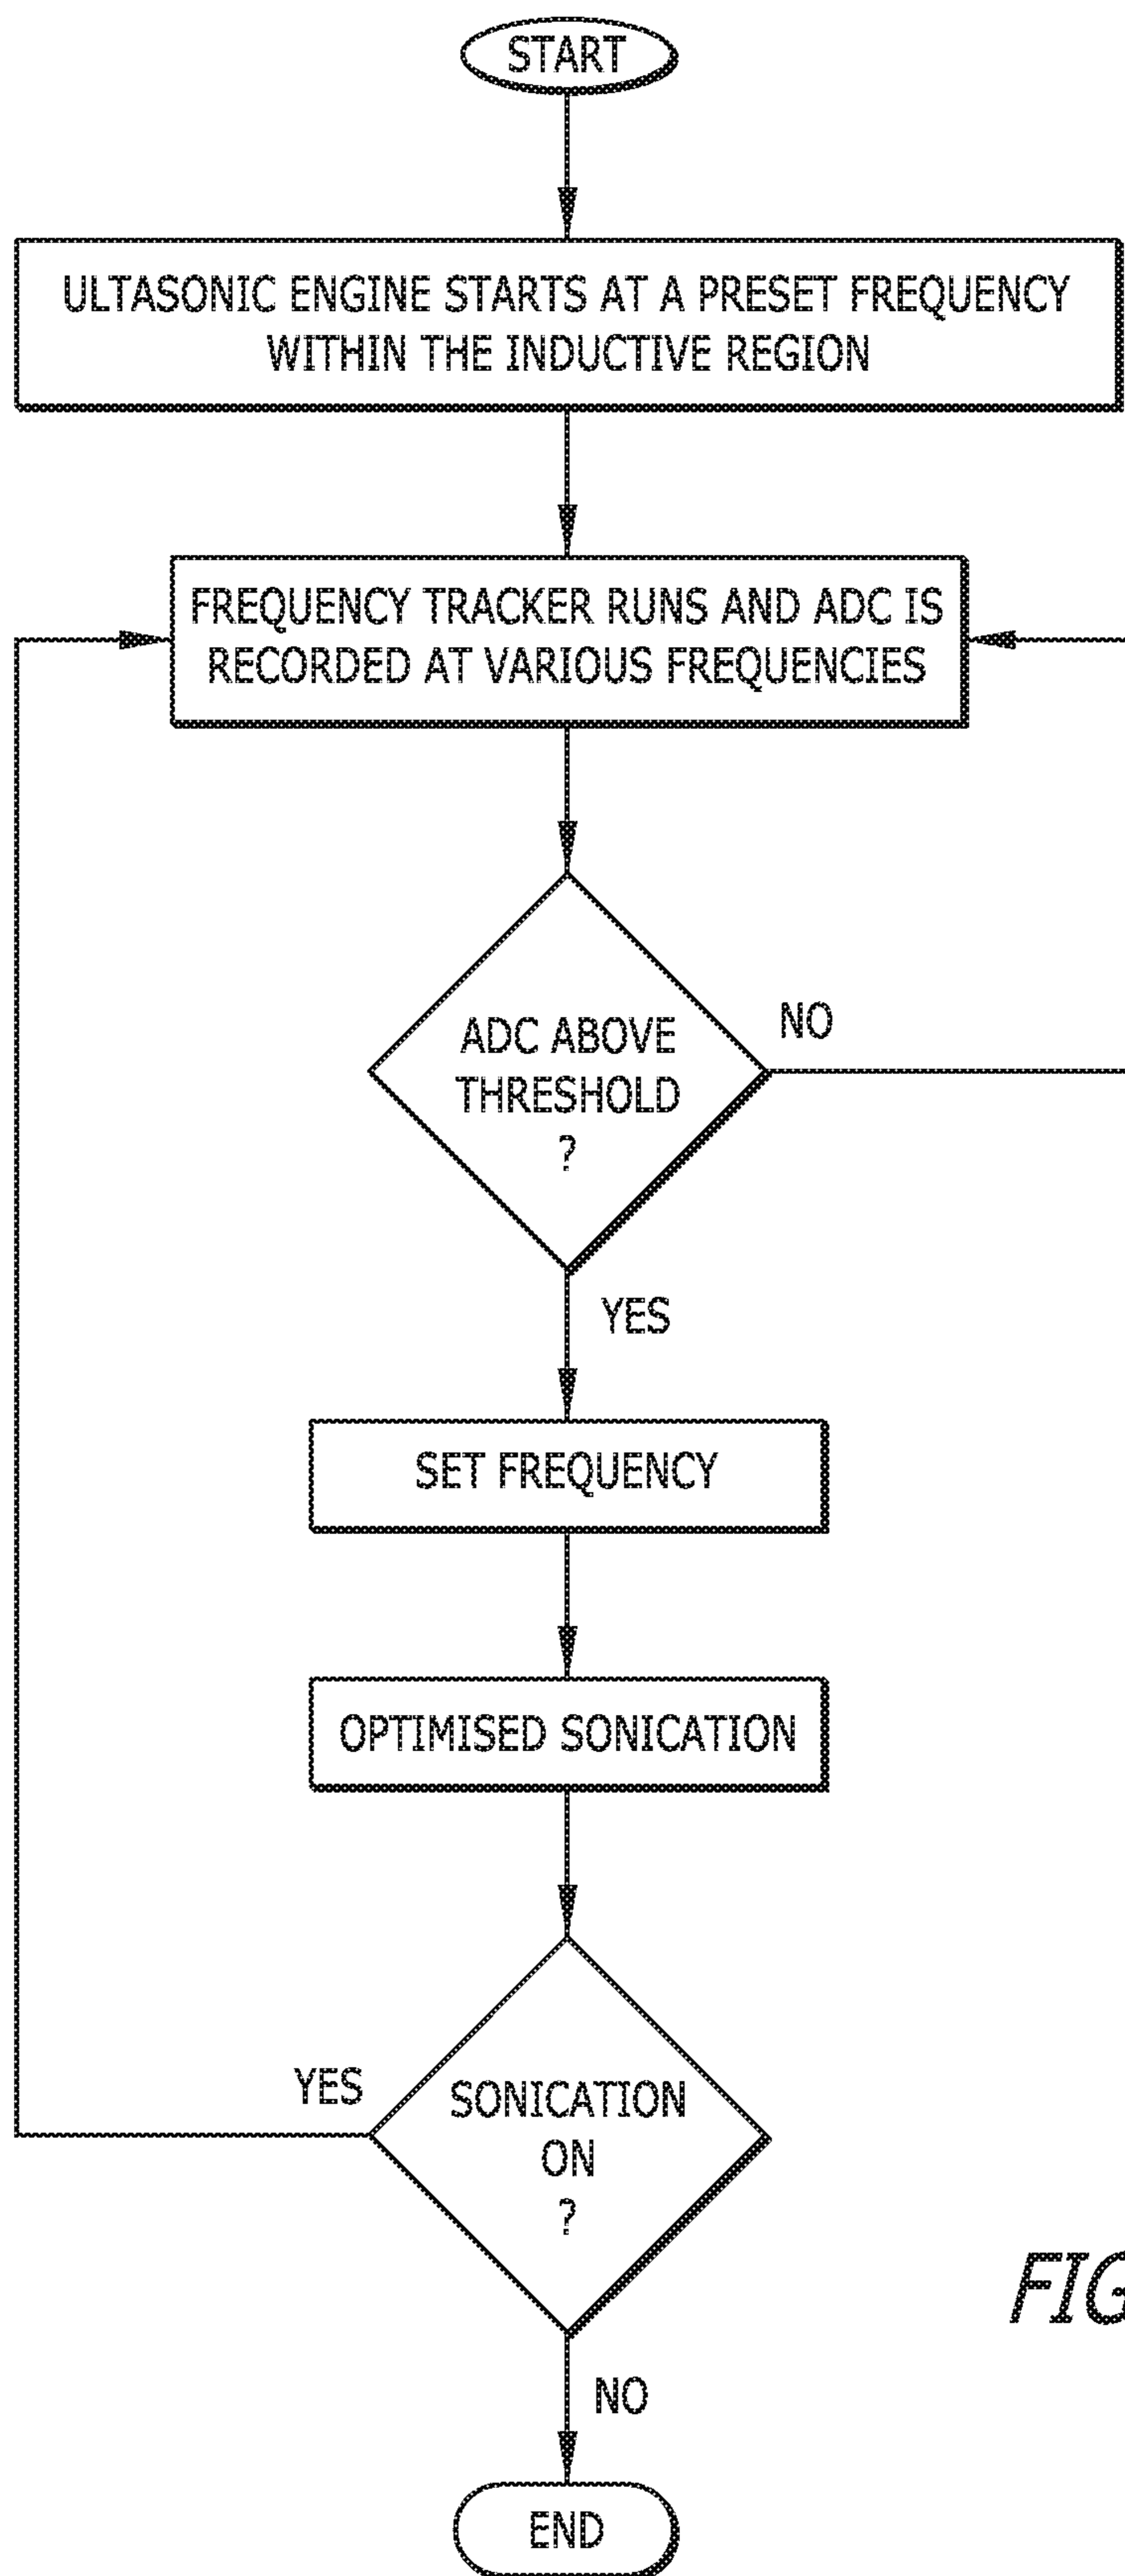 START
ULTASONIC ENGINE STARTS AT A PRESET FREQUENCY
WITHIN THE INDUCTIVE REGION
FREQUENCY TRACKER RUNS AND ADC IS
RECORDED AT VARIOUS FREQUENCIES
ADC ABOVE
THRESHOLD
?
NO
YES
SET FREQUENCY
OPTIMISED SONICATION
YES
SONICATION
ON
?
NO
END
FIG